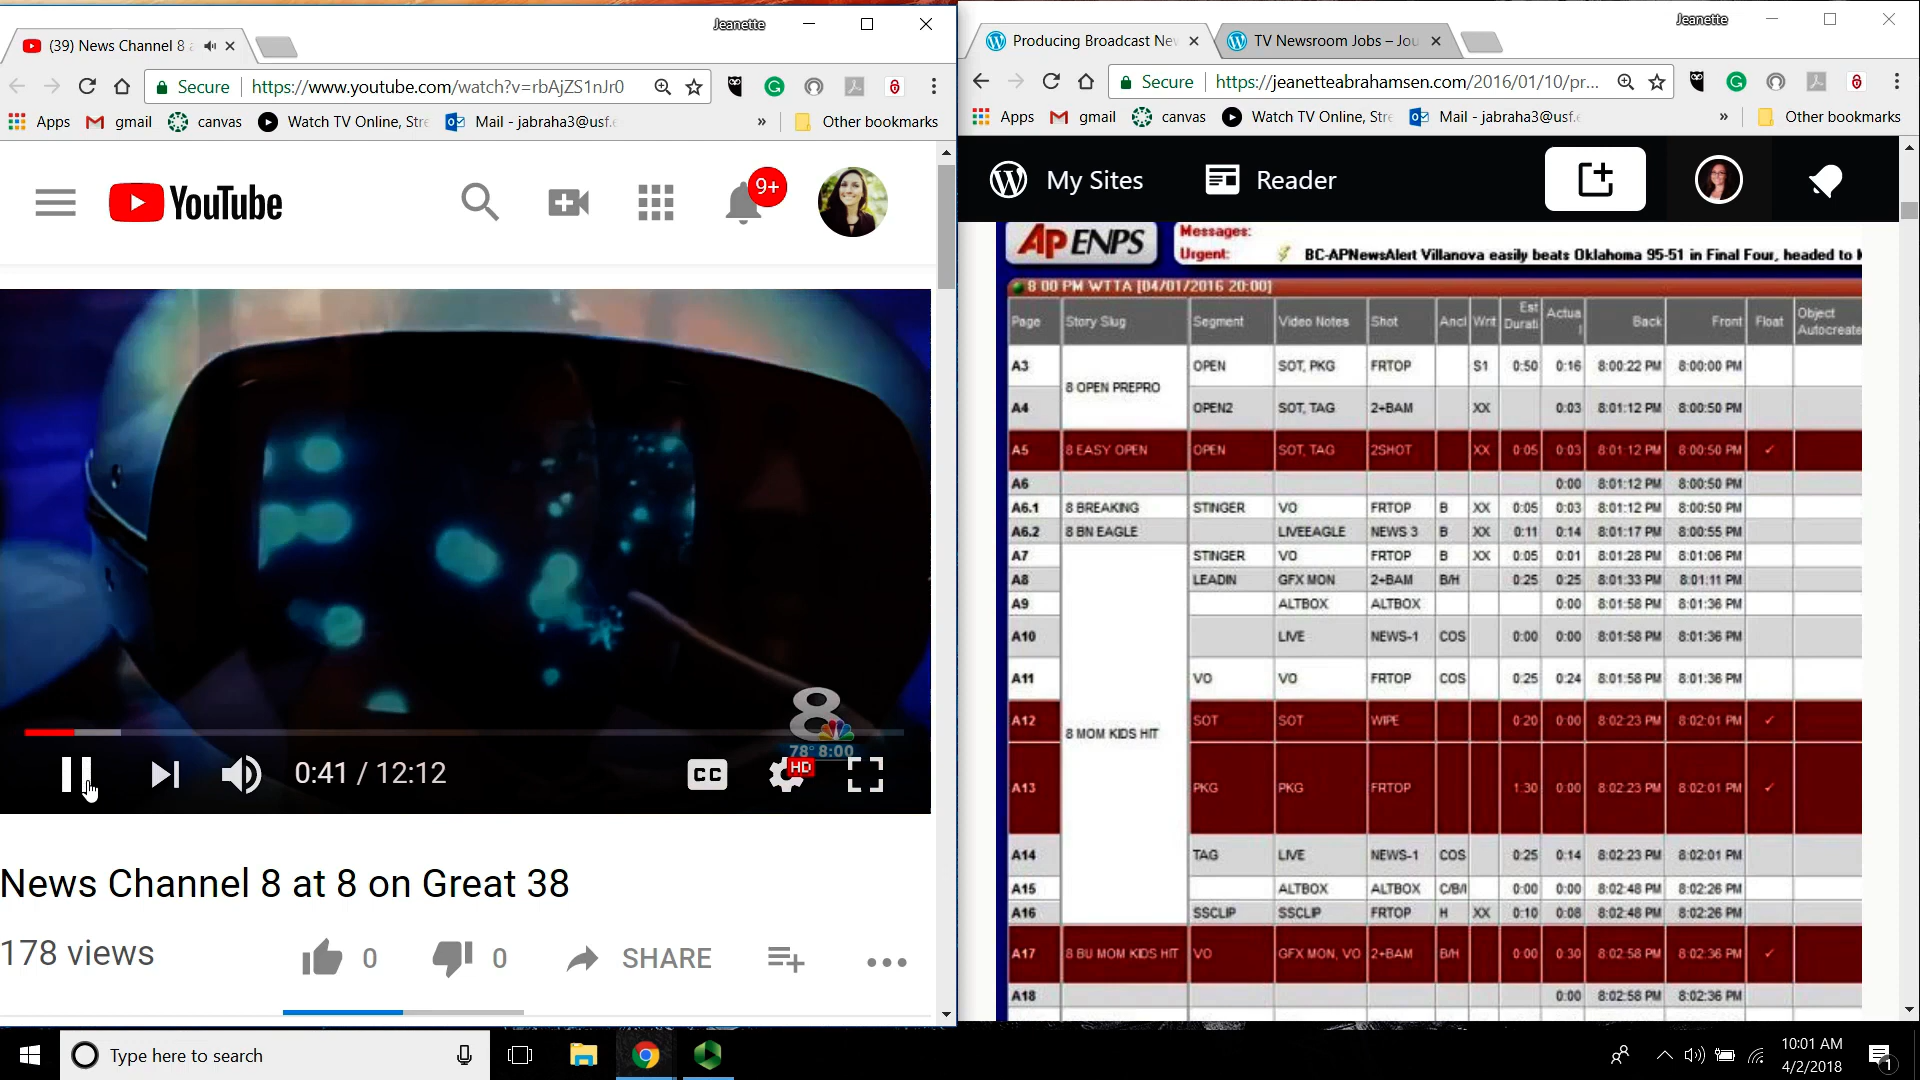 Jeanette
(39) News Channel 8 a
Secure https://www.youtube.com/watch?v=rbAjZS1nJr0
Apps gmail canvas Watch TV Online, Stre Mail - jabraha3@usf.e » Other bookmarks
YouTube 9+
8
78° 8:00
0:41 / 12:12 CC HD
News Channel 8 at 8 on Great 38
178 views 0 0 SHARE
Jeanette
Producing Broadcast Nev TV Newsroom Jobs – Jou
Secure https://jeanetteabrahamsen.com/2016/01/10/pr...
Apps gmail canvas Watch TV Online, Stre Mail - jabraha3@usf.e » Other bookmarks
My Sites Reader
AP ENPS Messages:
Urgent: BC-APNewsAlert Villanova easily beats Oklahoma 95-51 in Final Four, headed to
8 00 PM WTTA [04/01/2016 20:00]
Page Story Slug Segment Video Notes Shot Ancl Writ Est Durati Actua l Back Front Float Object Autocreate
A3 8 OPEN PREPRO OPEN SOT, PKG FRTOP S1 0:50 0:16 8:00:22 PM 8:00:00 PM
A4 OPEN2 SOT, TAG 2+BAM XX 0:03 8:01:12 PM 8:00:50 PM
A5 8 EASY OPEN OPEN SOT, TAG 2SHOT XX 0:05 0:03 8:01:12 PM 8:00:50 PM ✓
A6 0:00 8:01:12 PM 8:00:50 PM
A6.1 8 BREAKING STINGER VO FRTOP B XX 0:05 0:03 8:01:12 PM 8:00:50 PM
A6.2 8 BN EAGLE LIVEEAGLE NEWS 3 B XX 0:11 0:14 8:01:17 PM 8:00:55 PM
A7 STINGER VO FRTOP B XX 0:05 0:01 8:01:28 PM 8:01:06 PM
A8 LEADIN GFX MON 2+BAM B/H 0:25 0:25 8:01:33 PM 8:01:11 PM
A9 ALTBOX ALTBOX 0:00 8:01:58 PM 8:01:36 PM
A10 LIVE NEWS-1 COS 0:00 0:00 8:01:58 PM 8:01:36 PM
A11 VO VO FRTOP COS 0:25 0:24 8:01:58 PM 8:01:36 PM
A12 8 MOM KIDS HIT SOT SOT WIPE 0:20 0:00 8:02:23 PM 8:02:01 PM ✓
A13 PKG PKG FRTOP 1:30 0:00 8:02:23 PM 8:02:01 PM ✓
A14 TAG LIVE NEWS-1 COS 0:25 0:14 8:02:23 PM 8:02:01 PM
A15 ALTBOX ALTBOX C/B/I 0:00 0:00 8:02:48 PM 8:02:26 PM
A16 SSCLIP SSCLIP FRTOP H XX 0:10 0:08 8:02:48 PM 8:02:26 PM
A17 8 BU MOM KIDS HIT VO GFX MON, VO 2+BAM B/H 0:00 0:30 8:02:58 PM 8:02:36 PM ✓
A18 0:00 8:02:58 PM 8:02:36 PM
Type here to search
10:01 AM
4/2/2018
1